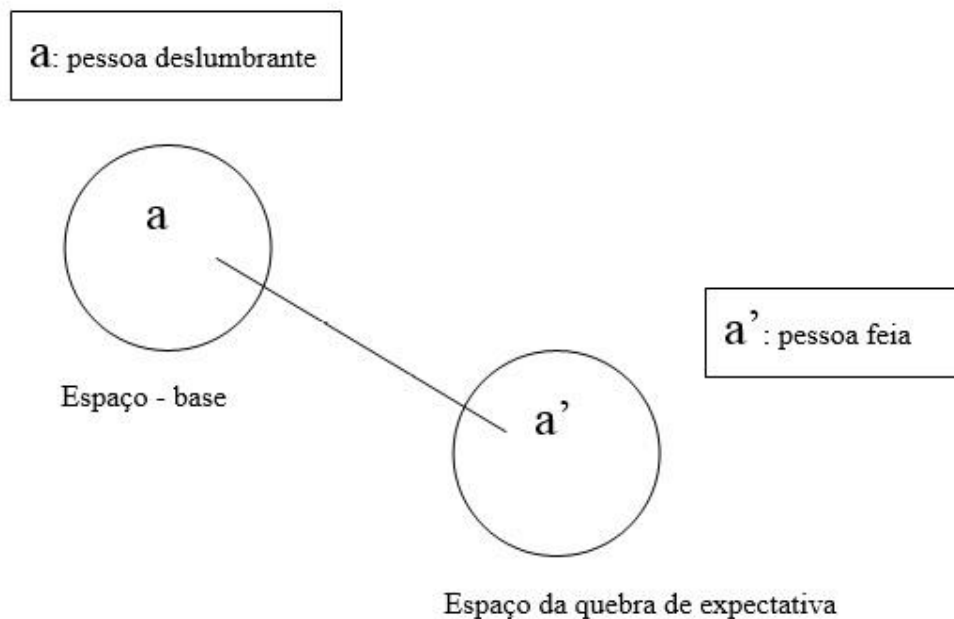 a: pessoa deslumbrante
a
Espaço - base
a’: pessoa feia
a’
Espaço da quebra de expectativa